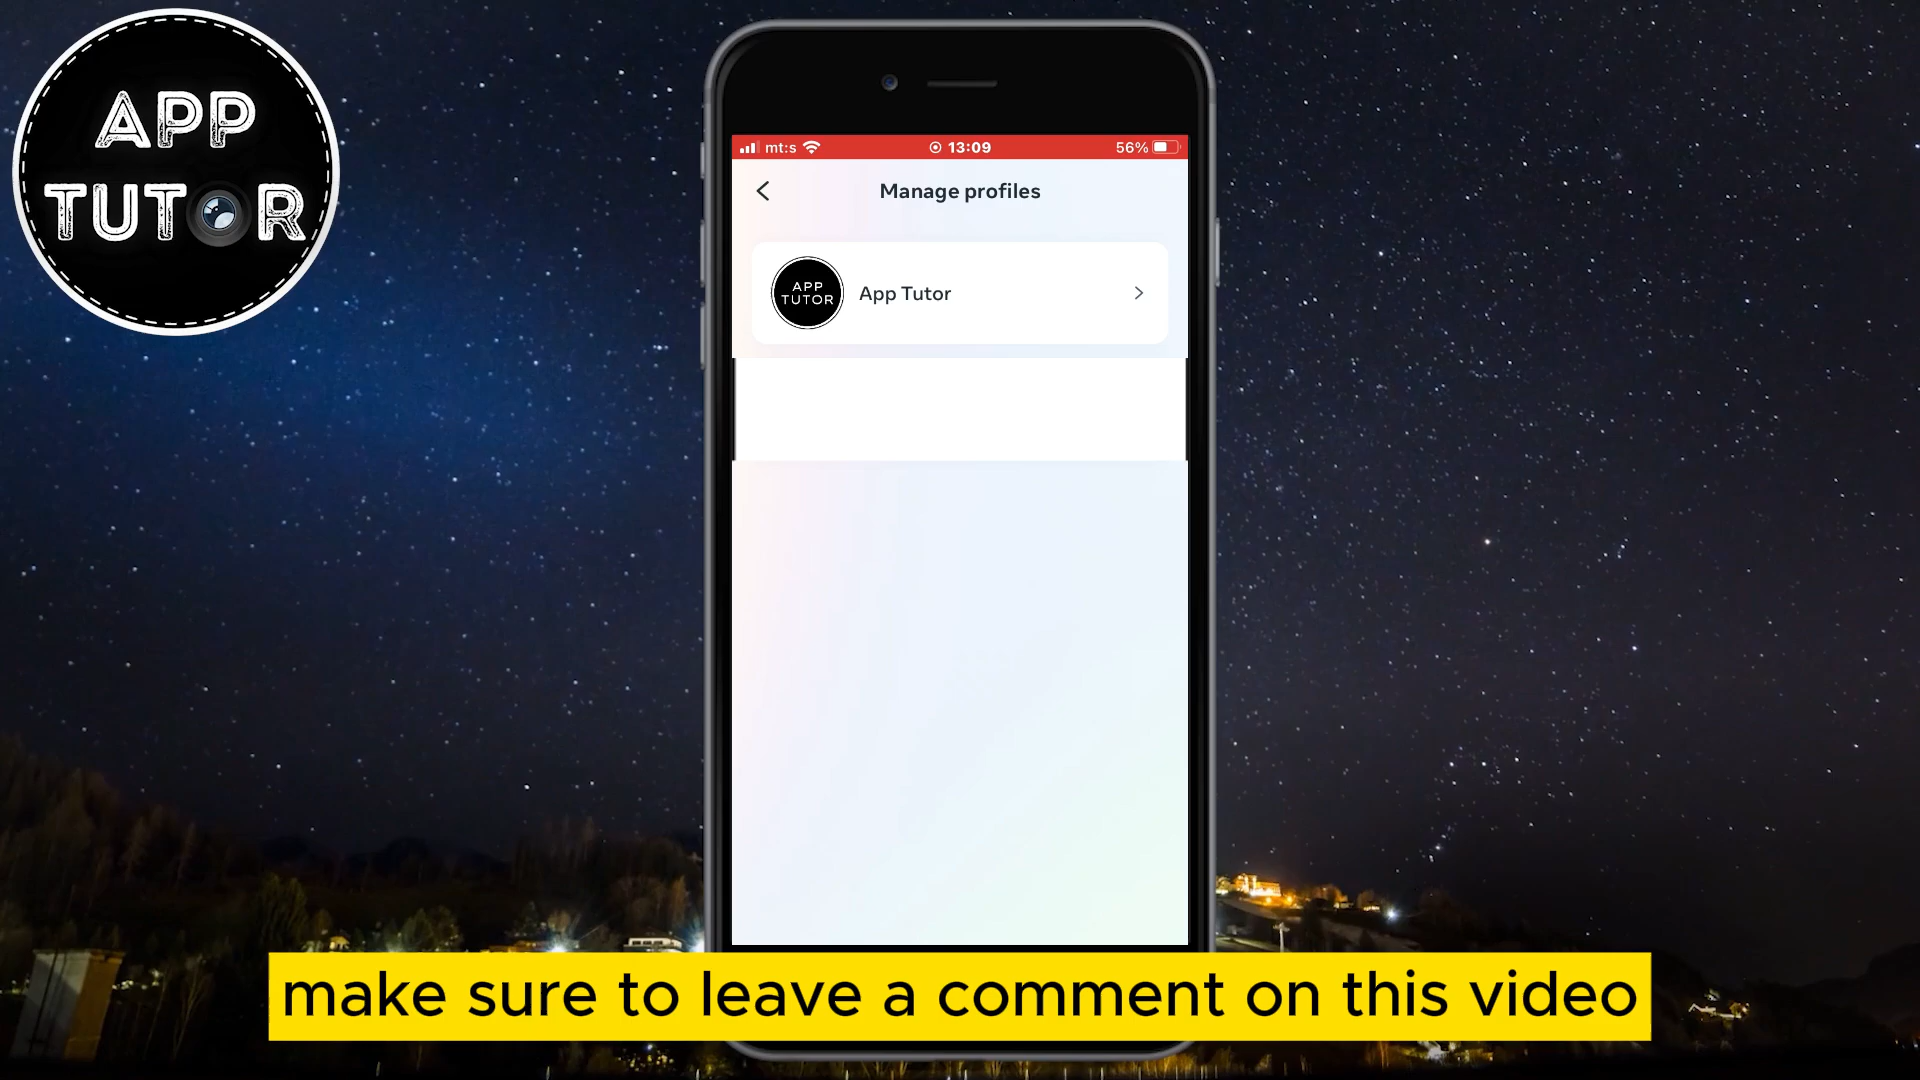 APP
TUTOR
mt:s
13:09
56%
Manage profiles
APP
TUTOR
App Tutor
make sure to leave a comment on this video